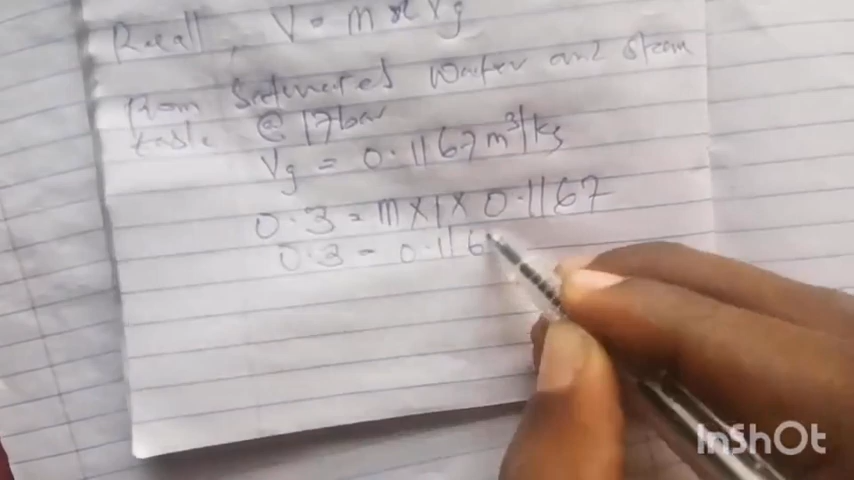 Recall, V = m x Vg
From Saturated Water and steam
table @ 17bar
Vg = 0.1167 m³/kg
0.3 = m x 1 x 0.1167
0.3 = 0.116
InShOt